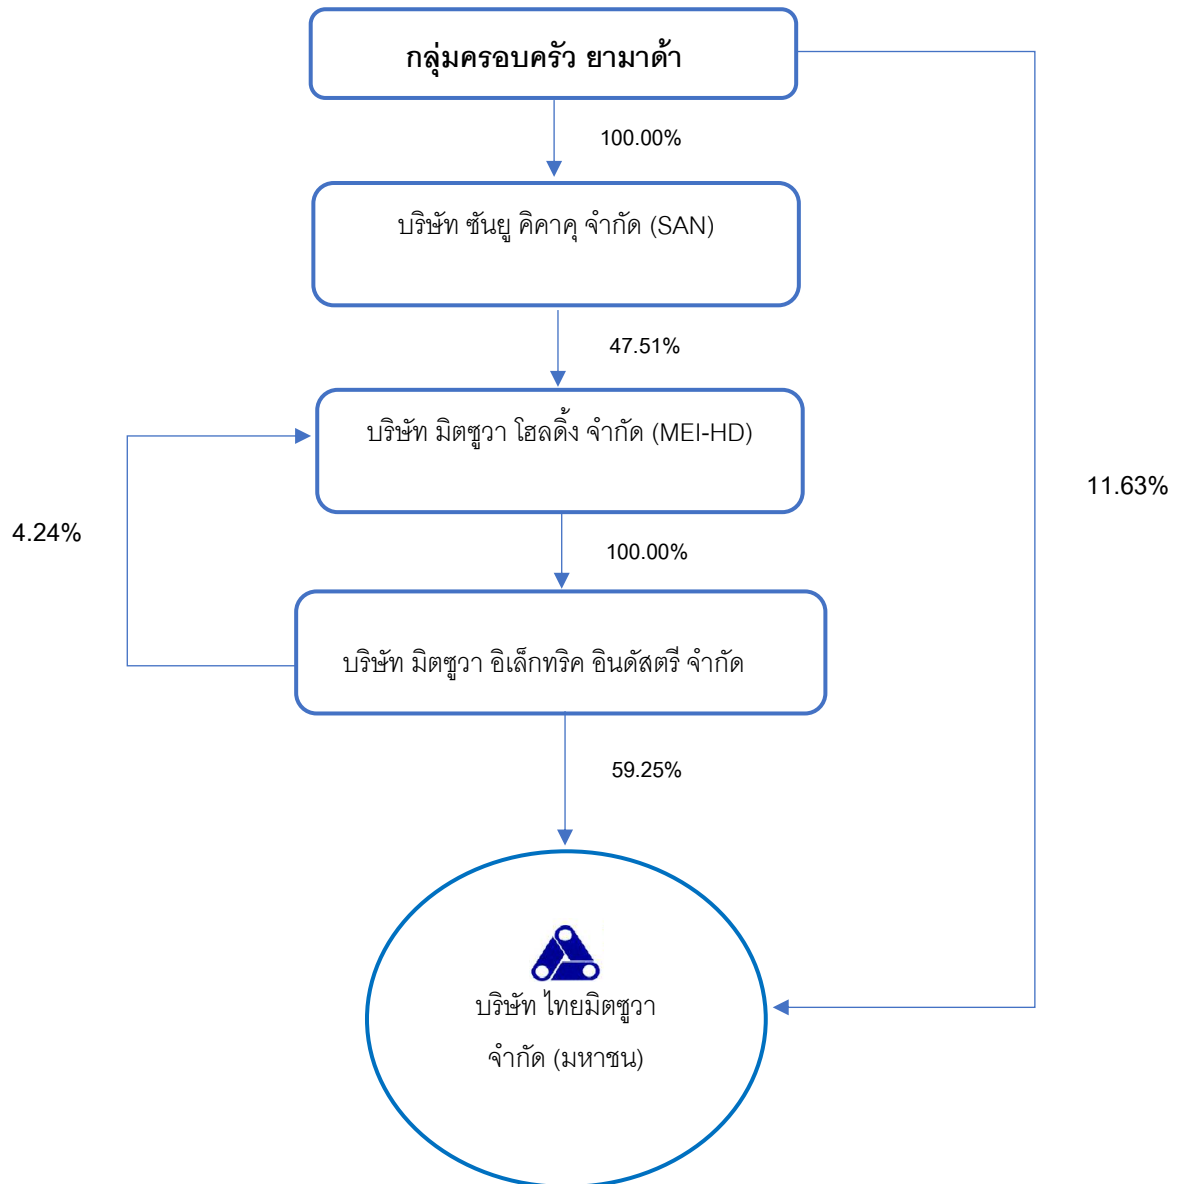 กลุ่มครอบครัว ยามาด้า
100.00%
บริษัท ซันยู คิคาคุ จำกัด (SAN)
47.51%
บริษัท มิตซูวา โฮลดิ้ง จำกัด (MEI-HD)
11.63%
4.24%
100.00%
บริษัท มิตซูวา อิเล็กทริค อินดัสตรี จำกัด
59.25%
บริษัท ไทยมิตซูวา
จำกัด (มหาชน)